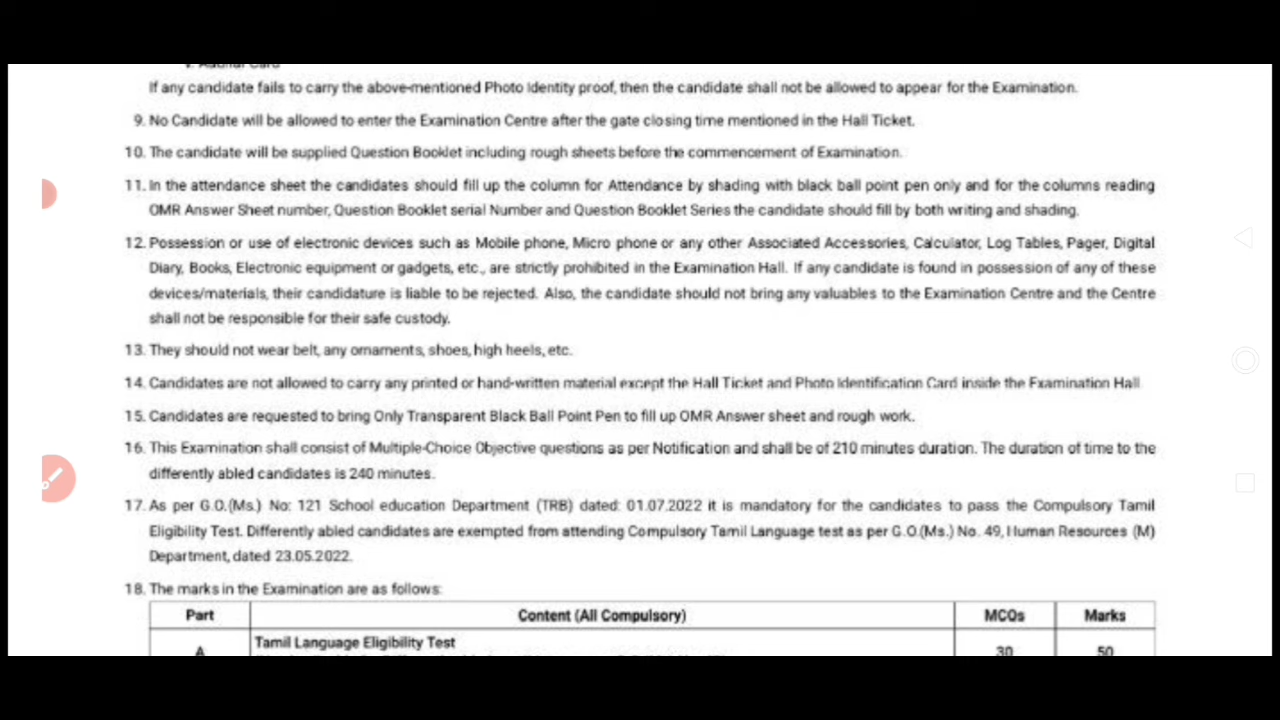 v. Aadhar Card
If any candidate fails to carry the above-mentioned Photo Identity proof, then the candidate shall not be allowed to appear for the Examination.
9. No Candidate will be allowed to enter the Examination Centre after the gate closing time mentioned in the Hall Ticket.
10. The candidate will be supplied Question Booklet including rough sheets before the commencement of Examination.
11. In the attendance sheet the candidates should fill up the column for Attendance by shading with black ball point pen only and for the columns reading
OMR Answer Sheet number, Question Booklet serial Number and Question Booklet Series the candidate should fill by both writing and shading.
12. Possession or use of electronic devices such as Mobile phone, Micro phone or any other Associated Accessories, Calculator, Log Tables, Pager, Digital
Diary, Books, Electronic equipment or gadgets, etc., are strictly prohibited in the Examination Hall. If any candidate is found in possession of any of these
devices/materials, their candidature is liable to be rejected. Also, the candidate should not bring any valuables to the Examination Centre and the Centre
shall not be responsible for their safe custody.
13. They should not wear belt, any ornaments, shoes, high heels, etc.
14. Candidates are not allowed to carry any printed or hand-written material except the Hall Ticket and Photo Identification Card inside the Examination Hall.
15. Candidates are requested to bring Only Transparent Black Ball Point Pen to fill up OMR Answer sheet and rough work.
16. This Examination shall consist of Multiple-Choice Objective questions as per Notification and shall be of 210 minutes duration. The duration of time to the
differently abled candidates is 240 minutes.
17. As per G.O.(Ms.) No: 121 School education Department (TRB) dated: 01.07.2022 it is mandatory for the candidates to pass the Compulsory Tamil
Eligibility Test. Differently abled candidates are exempted from attending Compulsory Tamil Language test as per G.O.(Ms.) No. 49, Human Resources (M)
Department, dated 23.05.2022.
18. The marks in the Examination are as follows:
Part Content (All Compulsory) MCQs Marks
A Tamil Language Eligibility Test 30 50